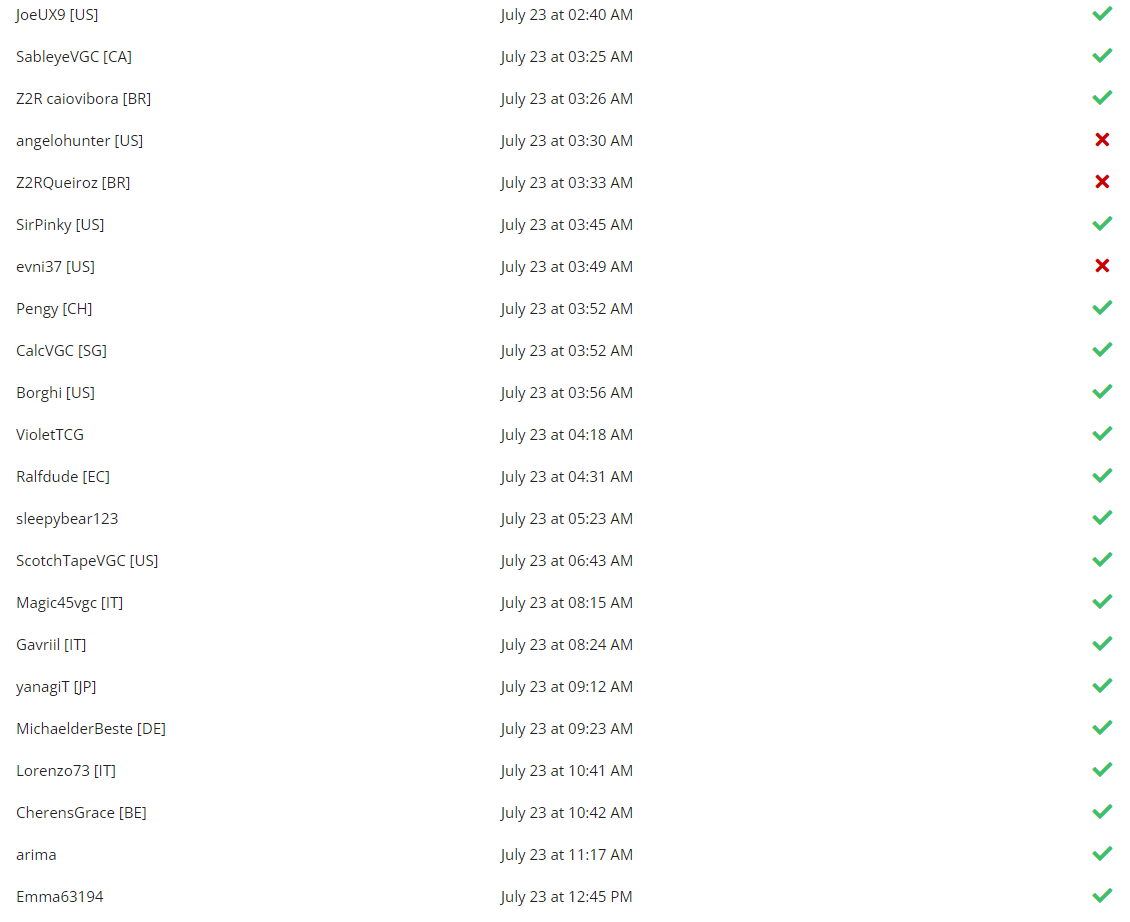 JoeUX9 [US] July 23 at 02:40 AM
SableyeVGC [CA] July 23 at 03:25 AM
Z2R caiovibora [BR] July 23 at 03:26 AM
angelohunter [US] July 23 at 03:30 AM
Z2RQueiroz [BR] July 23 at 03:33 AM
SirPinky [US] July 23 at 03:45 AM
evni37 [US] July 23 at 03:49 AM
Pengy [CH] July 23 at 03:52 AM
CalcVGC [SG] July 23 at 03:52 AM
Borghi [US] July 23 at 03:56 AM
VioletTCG July 23 at 04:18 AM
Ralfdude [EC] July 23 at 04:31 AM
sleepybear123 July 23 at 05:23 AM
ScotchTapeVGC [US] July 23 at 06:43 AM
Magic45vgc [IT] July 23 at 08:15 AM
Gavriil [IT] July 23 at 08:24 AM
yanagiT [JP] July 23 at 09:12 AM
MichaelderBeste [DE] July 23 at 09:23 AM
Lorenzo73 [IT] July 23 at 10:41 AM
CherensGrace [BE] July 23 at 10:42 AM
arima July 23 at 11:17 AM
Emma63194 July 23 at 12:45 PM